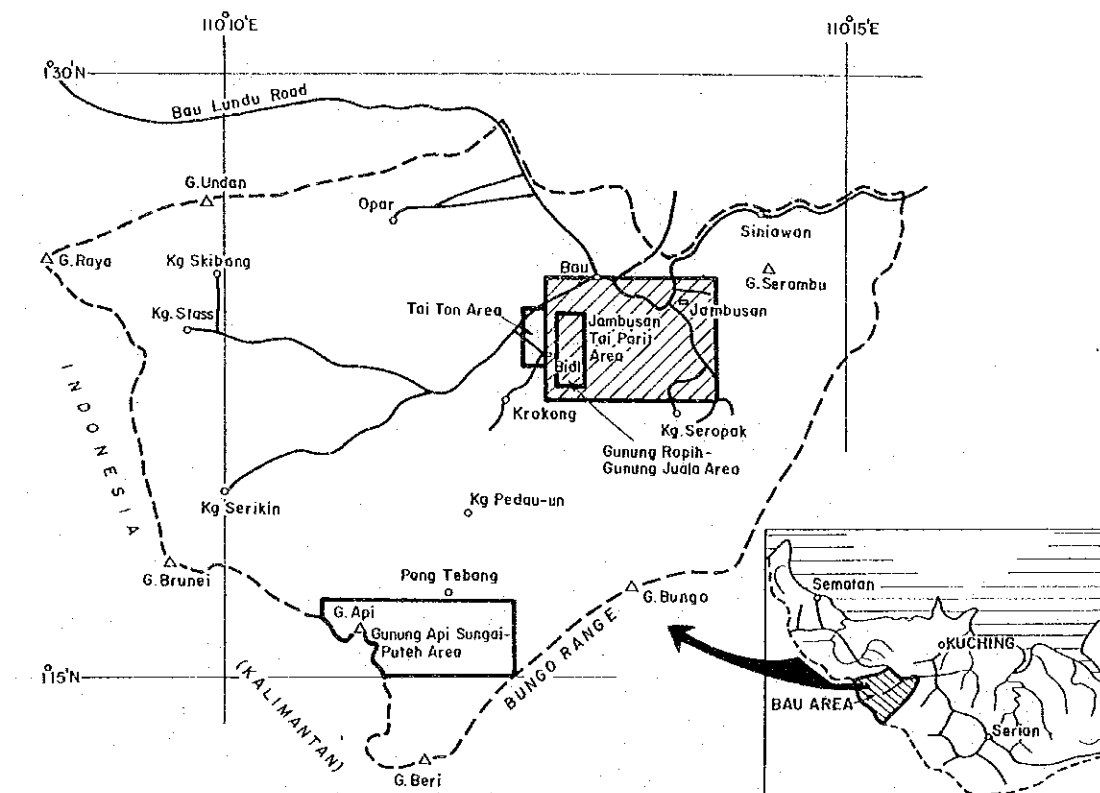 110°10'E
110°15'E
1°30'N
Bau Lundu Road
G.Undan
Opar
Siniawan
G.Raya
Kg Skibang
Bau
G.Serambu
Tai Ton Area
Jambusan
Kg.Stass
Jambusan
Tai Parit
Area
Bidi
INDONESIA
Krokong
Kg.Seropak
Gunung Rapih-
Gunung Juala Area
Kg Serikin
Kg Pedau-un
G.Brunei
Pang Tebang
G.Bungo
G.Api
Gunung Api Sungai-
Puteh Area
BUNGO RANGE
1°15'N
(KALIMANTAN)
G.Beri
Sematan
KUCHING
BAU AREA
Serian